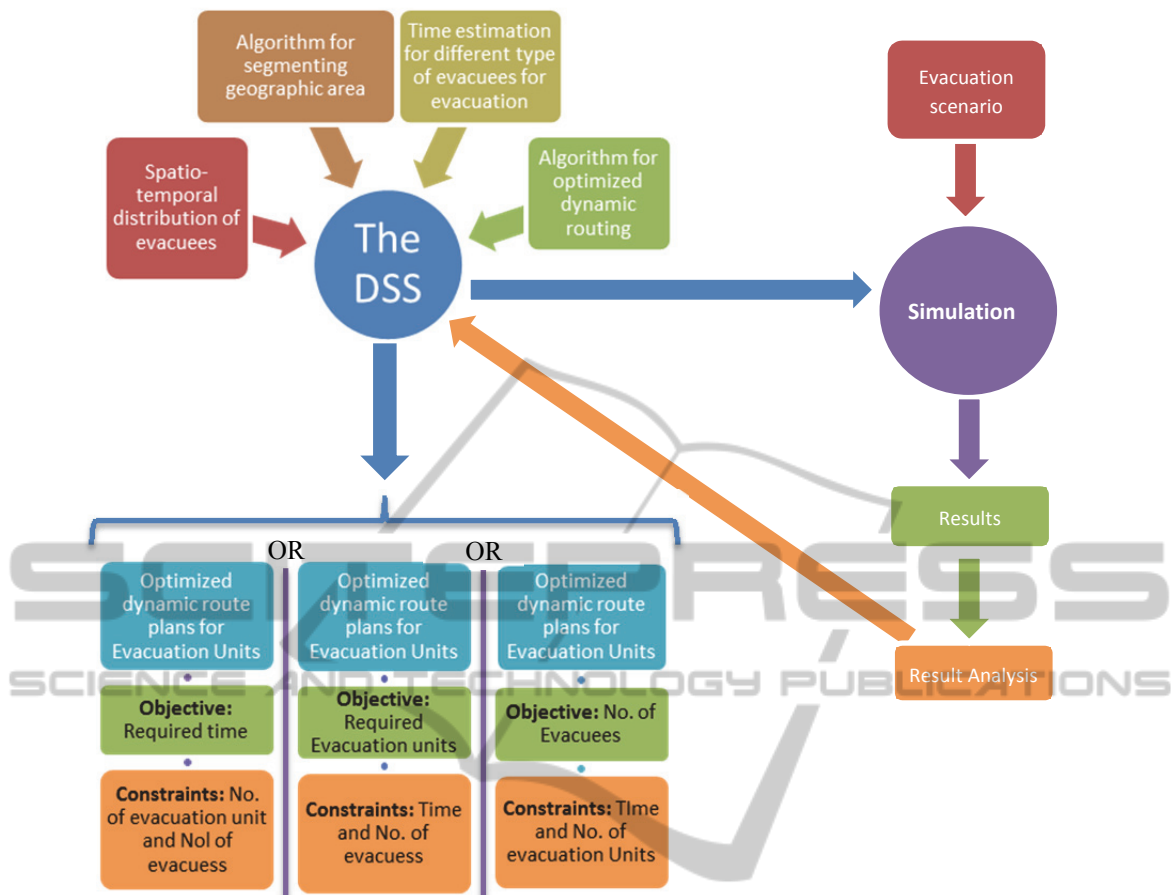 Algorithm for
segmenting
geographic area
Time estimation
for different type
of evacuees for
evacuation
Evacuation
scenario
Spatio-
temporal
distribution of
evacuees
Algorithm for
optimized
dynamic
routing
The
DSS
Simulation
Results
Result Analysis
OR
OR
Optimized
dynamic route
plans for
Evacuation Units
Objective:
Required time
Constraints: No.
of evacuation unit
and Nol of
evacuess
Optimized
dynamic route
plans for
Evacuation Units
Objective:
Required
Evacuation units
Constraints: Time
and No. of
evacuess
Optimized
dynamic route
plans for
Evacuation Units
Objective: No. of
Evacuees
Constraints: TIme
and No. of
evacuation Units
SCITEPRESS
SCIENCE AND TECHNOLOGY PUBLICATIONS